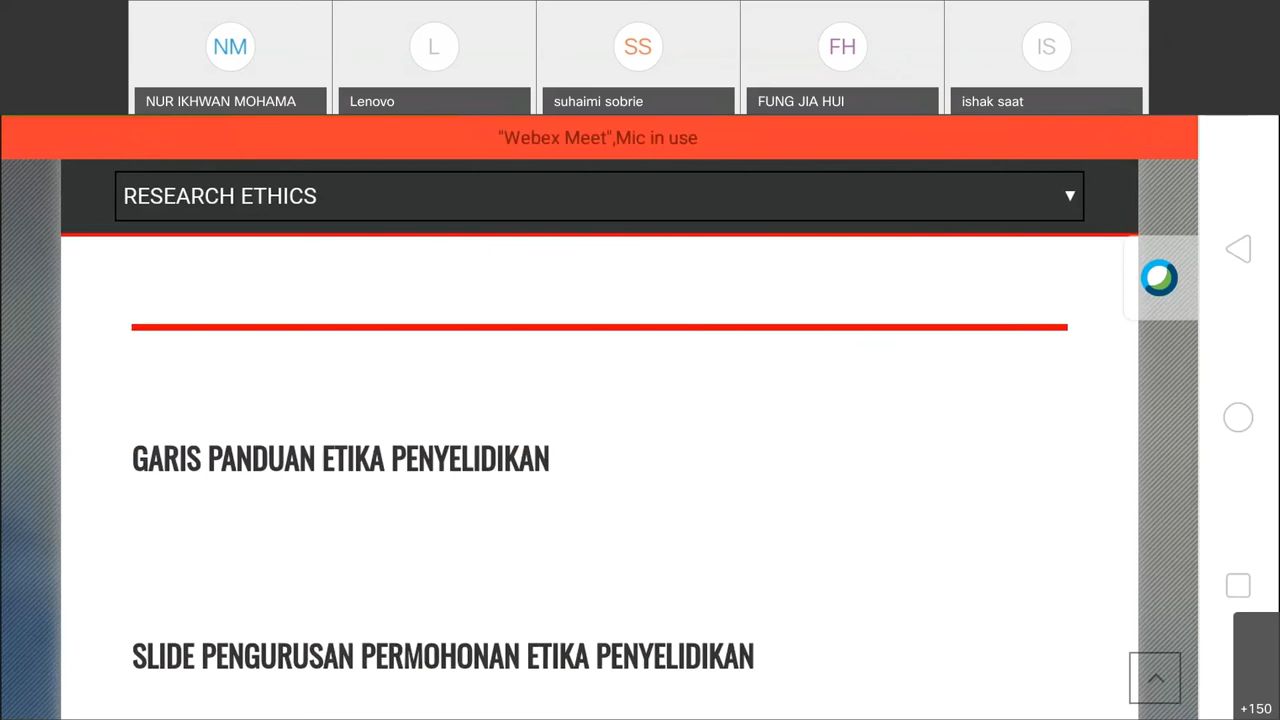 NM
L
SS
FH
IS
NUR IKHWAN MOHAMA
Lenovo
suhaimi sobrie
FUNG JIA HUI
ishak saat
"Webex Meet",Mic in use
RESEARCH ETHICS
GARIS PANDUAN ETIKA PENYELIDIKAN
SLIDE PENGURUSAN PERMOHONAN ETIKA PENYELIDIKAN
+150